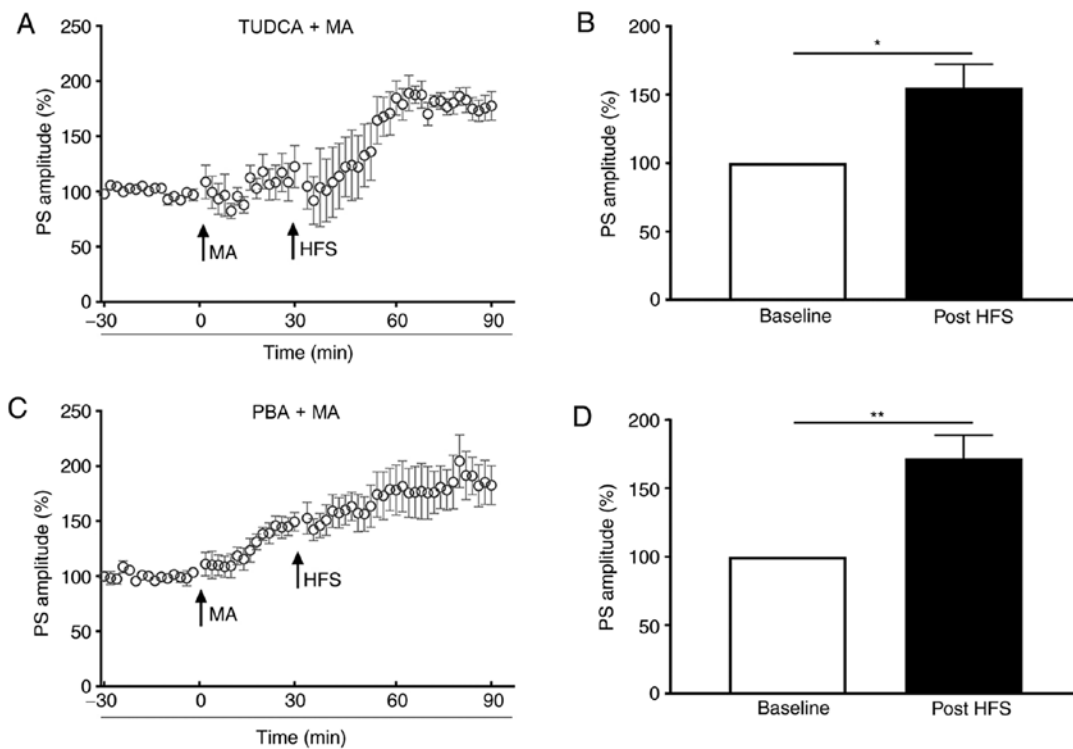 A
TUDCA + MA
PS amplitude (%)
250
200
150
100
50
0
MA
HFS
–30
0
30
60
90
Time (min)
B
PS amplitude (%)
200
150
100
50
0
*
Baseline
Post HFS
C
PBA + MA
PS amplitude (%)
250
200
150
100
50
0
MA
HFS
–30
0
30
60
90
Time (min)
D
PS amplitude (%)
200
150
100
50
0
**
Baseline
Post HFS